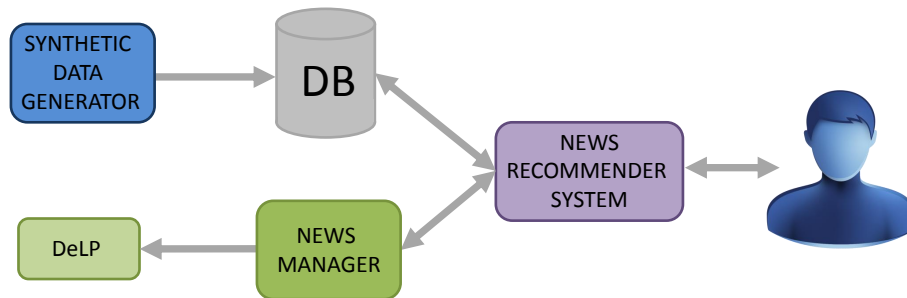 SYNTHETIC
DATA
GENERATOR
DB
NEWS
RECOMMENDER
SYSTEM
DeLP
NEWS
MANAGER